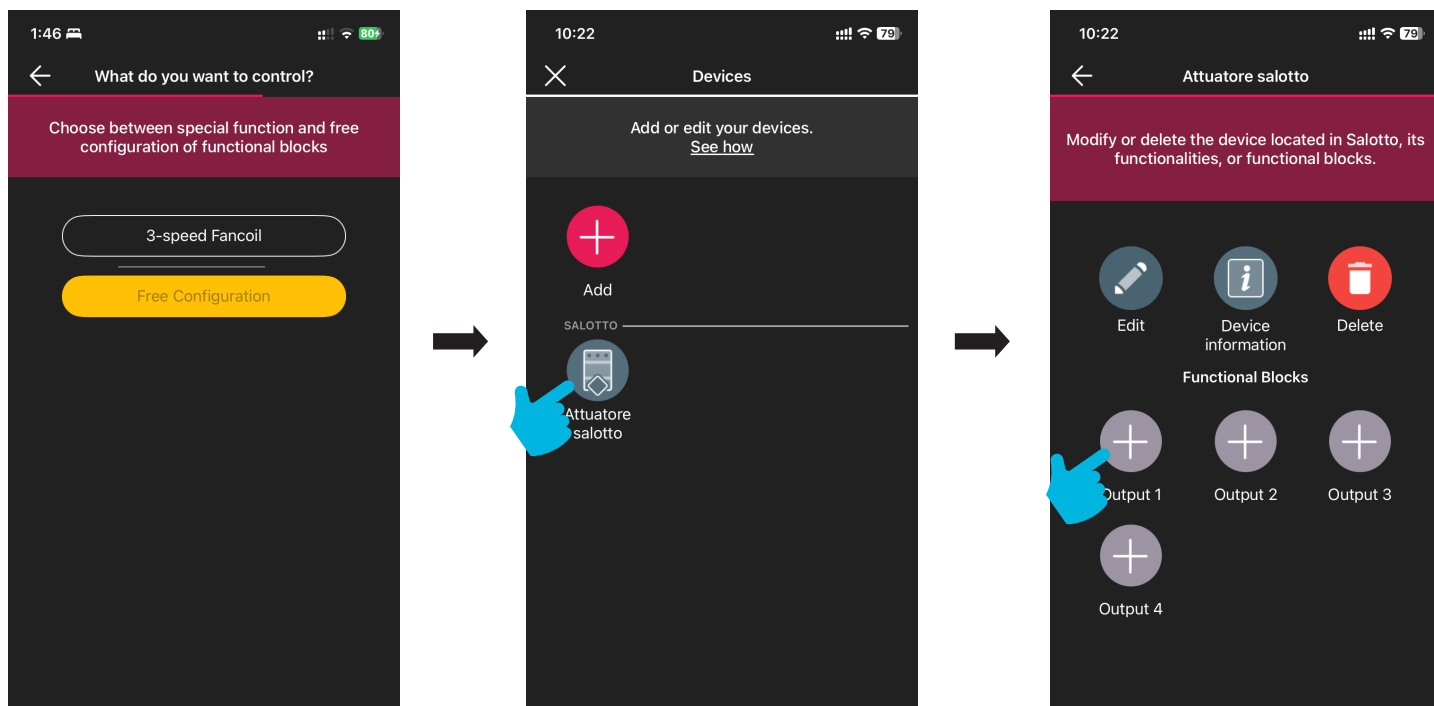 1:46
80
What do you want to control?
Choose between special function and free
configuration of functional blocks
3-speed Fancoil
Free Configuration
10:22
79
Devices
Add or edit your devices.
See how
Add
SALOTTO
Attuatore
salotto
10:22
79
Attuatore salotto
Modify or delete the device located in Salotto, its
functionalities, or functional blocks.
Edit
Device
information
Delete
Functional Blocks
Output 1
Output 2
Output 3
Output 4